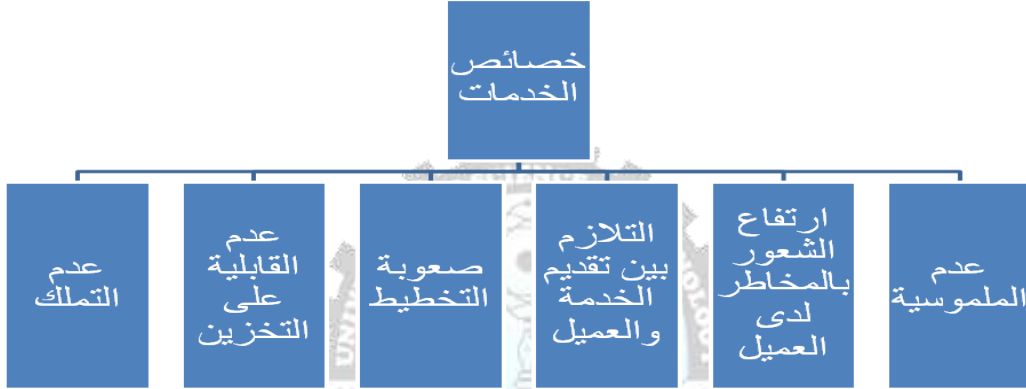 خصائص
الخدمات
عدم
الملموسية
ارتفاع
الشعور
بالمخاطر
لدى
العميل
التلازم
بين تقديم
الخدمة
والعميل
صعوبة
التخطيط
عدم
القابلية
على
التخزين
عدم
التملك